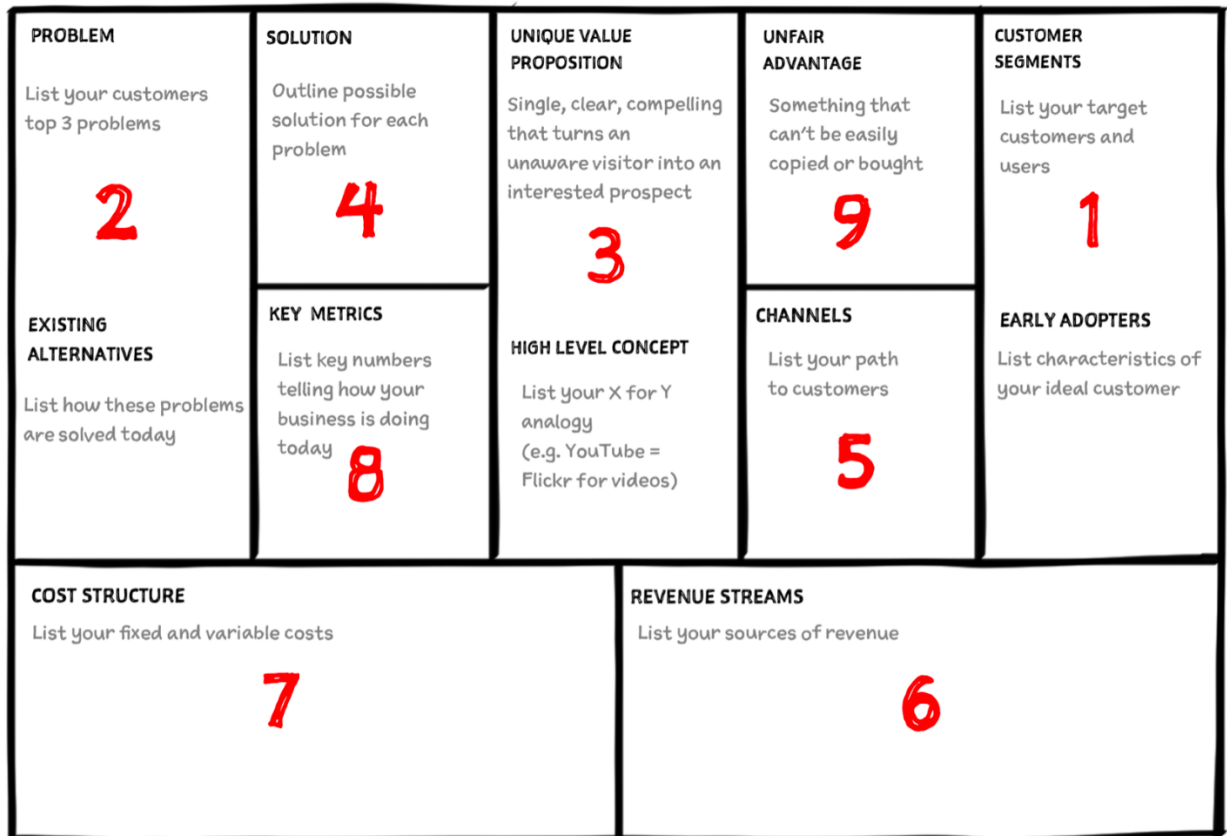 PROBLEM
List your customers
top 3 problems
2
EXISTING
ALTERNATIVES
List how these problems
are solved today
SOLUTION
Outline possible
solution for each
problem
4
KEY METRICS
List key numbers
telling how your
business is doing
today
8
UNIQUE VALUE
PROPOSITION
Single, clear, compelling
that turns an
unaware visitor into an
interested prospect
3
HIGH LEVEL CONCEPT
List your X for Y
analogy
(e.g. YouTube =
Flickr for videos)
UNFAIR
ADVANTAGE
Something that
can't be easily
copied or bought
9
CHANNELS
List your path
to customers
5
CUSTOMER
SEGMENTS
List your target
customers and
users
1
EARLY ADOPTERS
List characteristics of
your ideal customer
COST STRUCTURE
List your fixed and variable costs
7
REVENUE STREAMS
List your sources of revenue
6